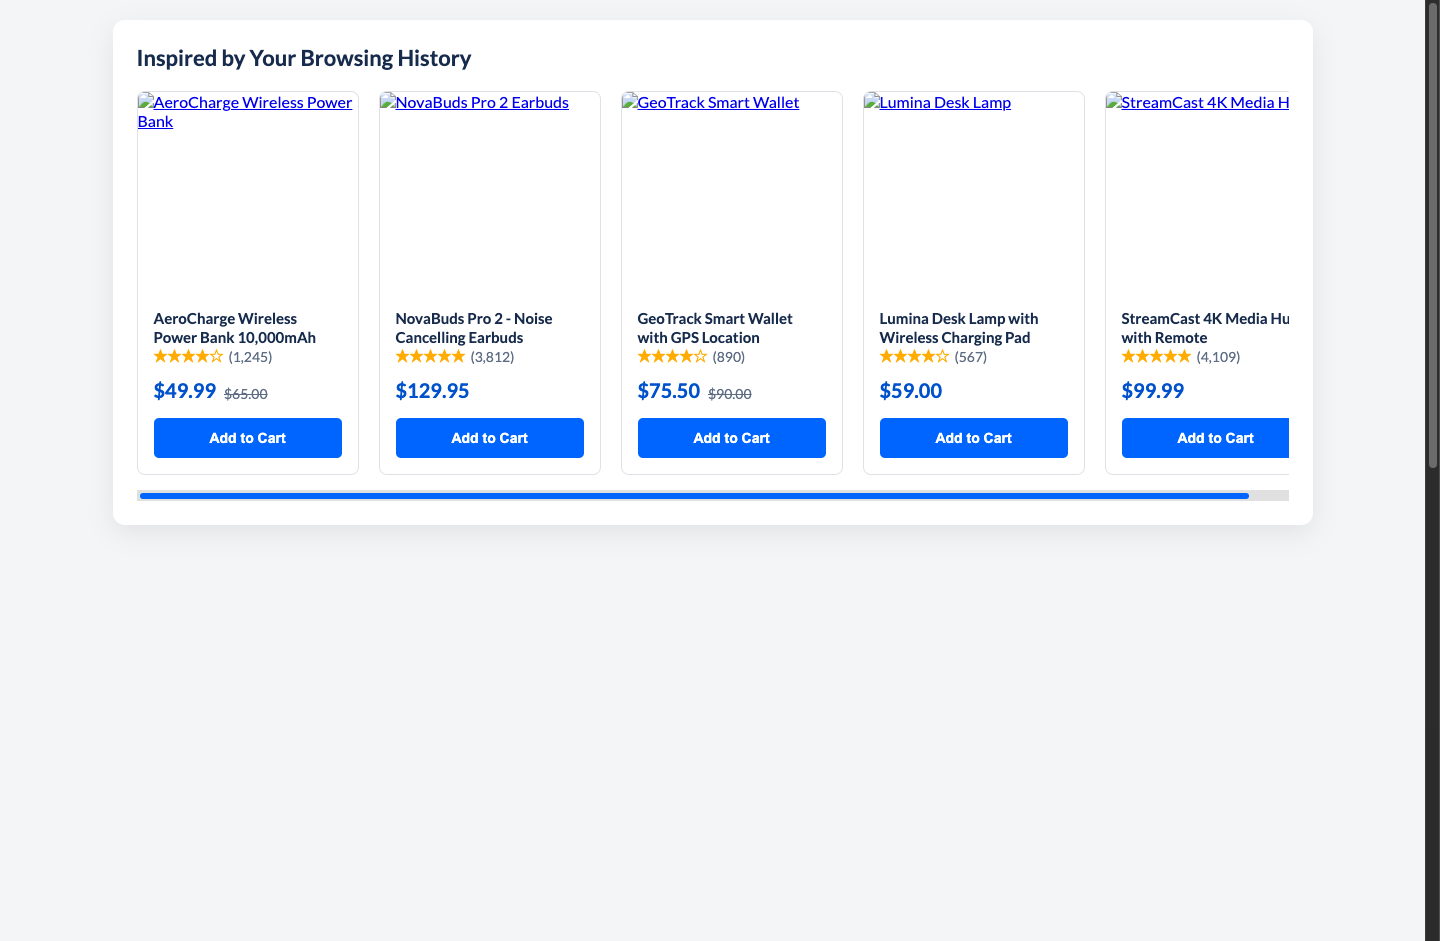 Inspired by Your Browsing History
AeroCharge Wireless Power
Bank
AeroCharge Wireless
Power Bank 10,000mAh
★★★★☆ (1,245)
$49.99 $65.00
Add to Cart
NovaBuds Pro 2 Earbuds
NovaBuds Pro 2 - Noise
Cancelling Earbuds
★★★★★ (3,812)
$129.95
Add to Cart
GeoTrack Smart Wallet
GeoTrack Smart Wallet
with GPS Location
★★★★☆ (890)
$75.50 $90.00
Add to Cart
Lumina Desk Lamp
Lumina Desk Lamp with
Wireless Charging Pad
★★★★☆ (567)
$59.00
Add to Cart
StreamCast 4K Media H
StreamCast 4K Media Hu
with Remote
★★★★★ (4,109)
$99.99
Add to Cart